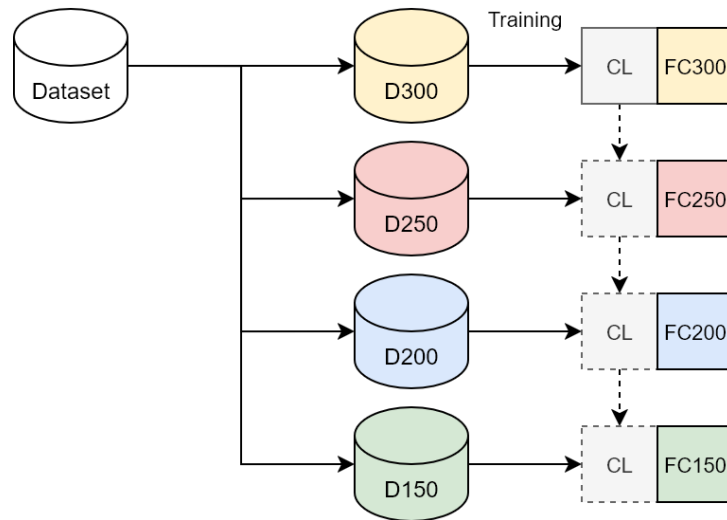 Training
Dataset
D300
CL
FC300
D250
CL
FC250
D200
CL
FC200
D150
CL
FC150